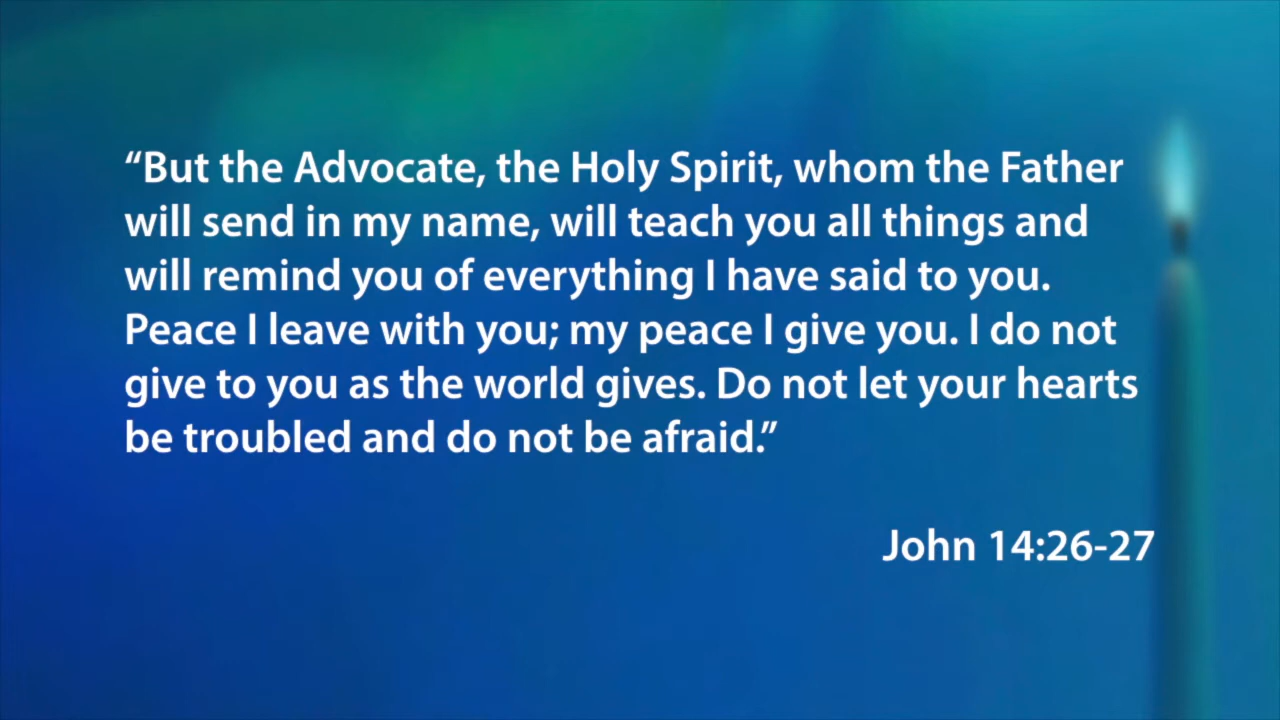 “But the Advocate, the Holy Spirit, whom the Father
will send in my name, will teach you all things and
will remind you of everything I have said to you.
Peace I leave with you; my peace I give you. I do not
give to you as the world gives. Do not let your hearts
be troubled and do not be afraid.”
John 14:26-27